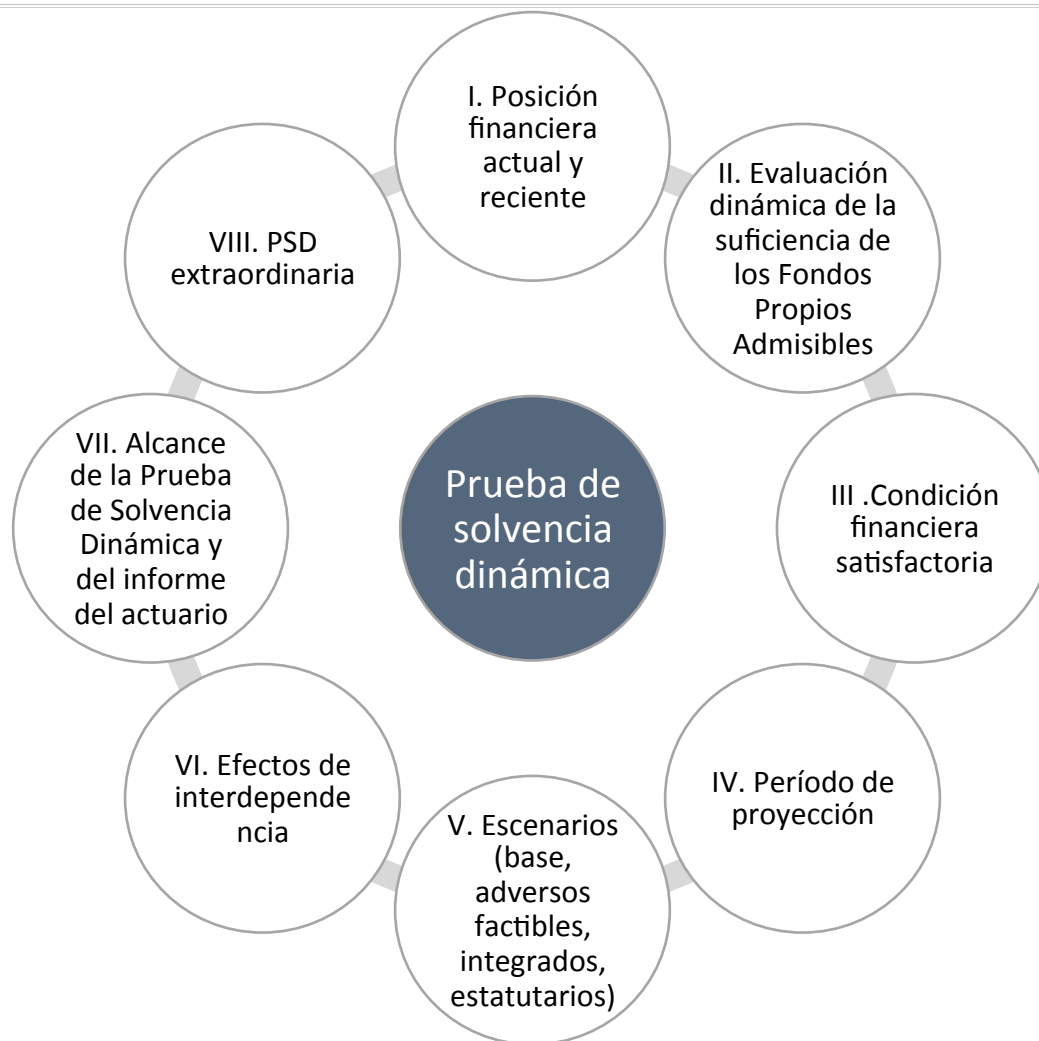 I. Posición
financiera
actual y
reciente
II. Evaluación
dinámica de la
suficiencia de
los Fondos
Propios
Admisibles
III .Condición
financiera
satisfactoria
IV. Período de
proyección
V. Escenarios
(base,
adversos
factibles,
integrados,
estatutarios)
VI. Efectos de
interdepende
ncia
VII. Alcance
de la Prueba
de Solvencia
Dinámica y
del informe
del actuario
VIII. PSD
extraordinaria
Prueba de
solvencia
dinámica